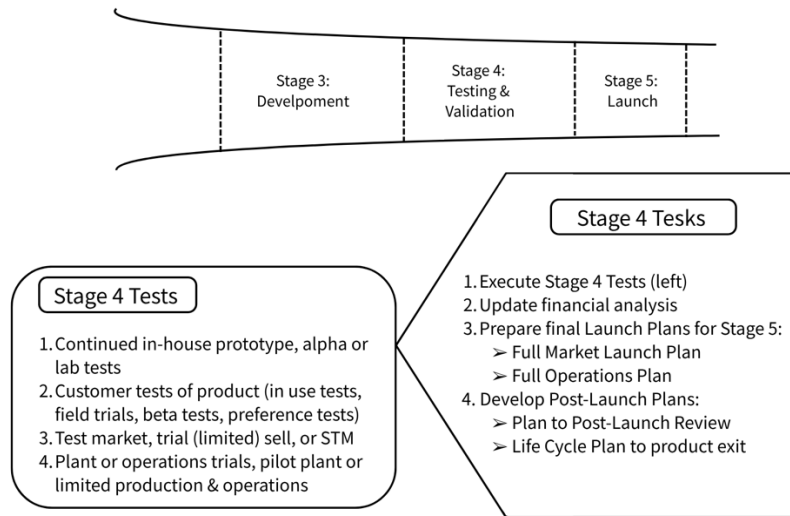 Stage 3:
Develpoment
Stage 4:
Testing &
Validation
Stage 5:
Launch
Stage 4 Tests
1. Continued in-house prototype, alpha or
lab tests
2. Customer tests of product (in use tests,
field trials, beta tests, preference tests)
3. Test market, trial (limited) sell, or STM
4. Plant or operations trials, pilot plant or
limited production & operations
Stage 4 Tesks
1. Execute Stage 4 Tests (left)
2. Update financial analysis
3. Prepare final Launch Plans for Stage 5:
➢ Full Market Launch Plan
➢ Full Operations Plan
4. Develop Post-Launch Plans:
➢ Plan to Post-Launch Review
➢ Life Cycle Plan to product exit